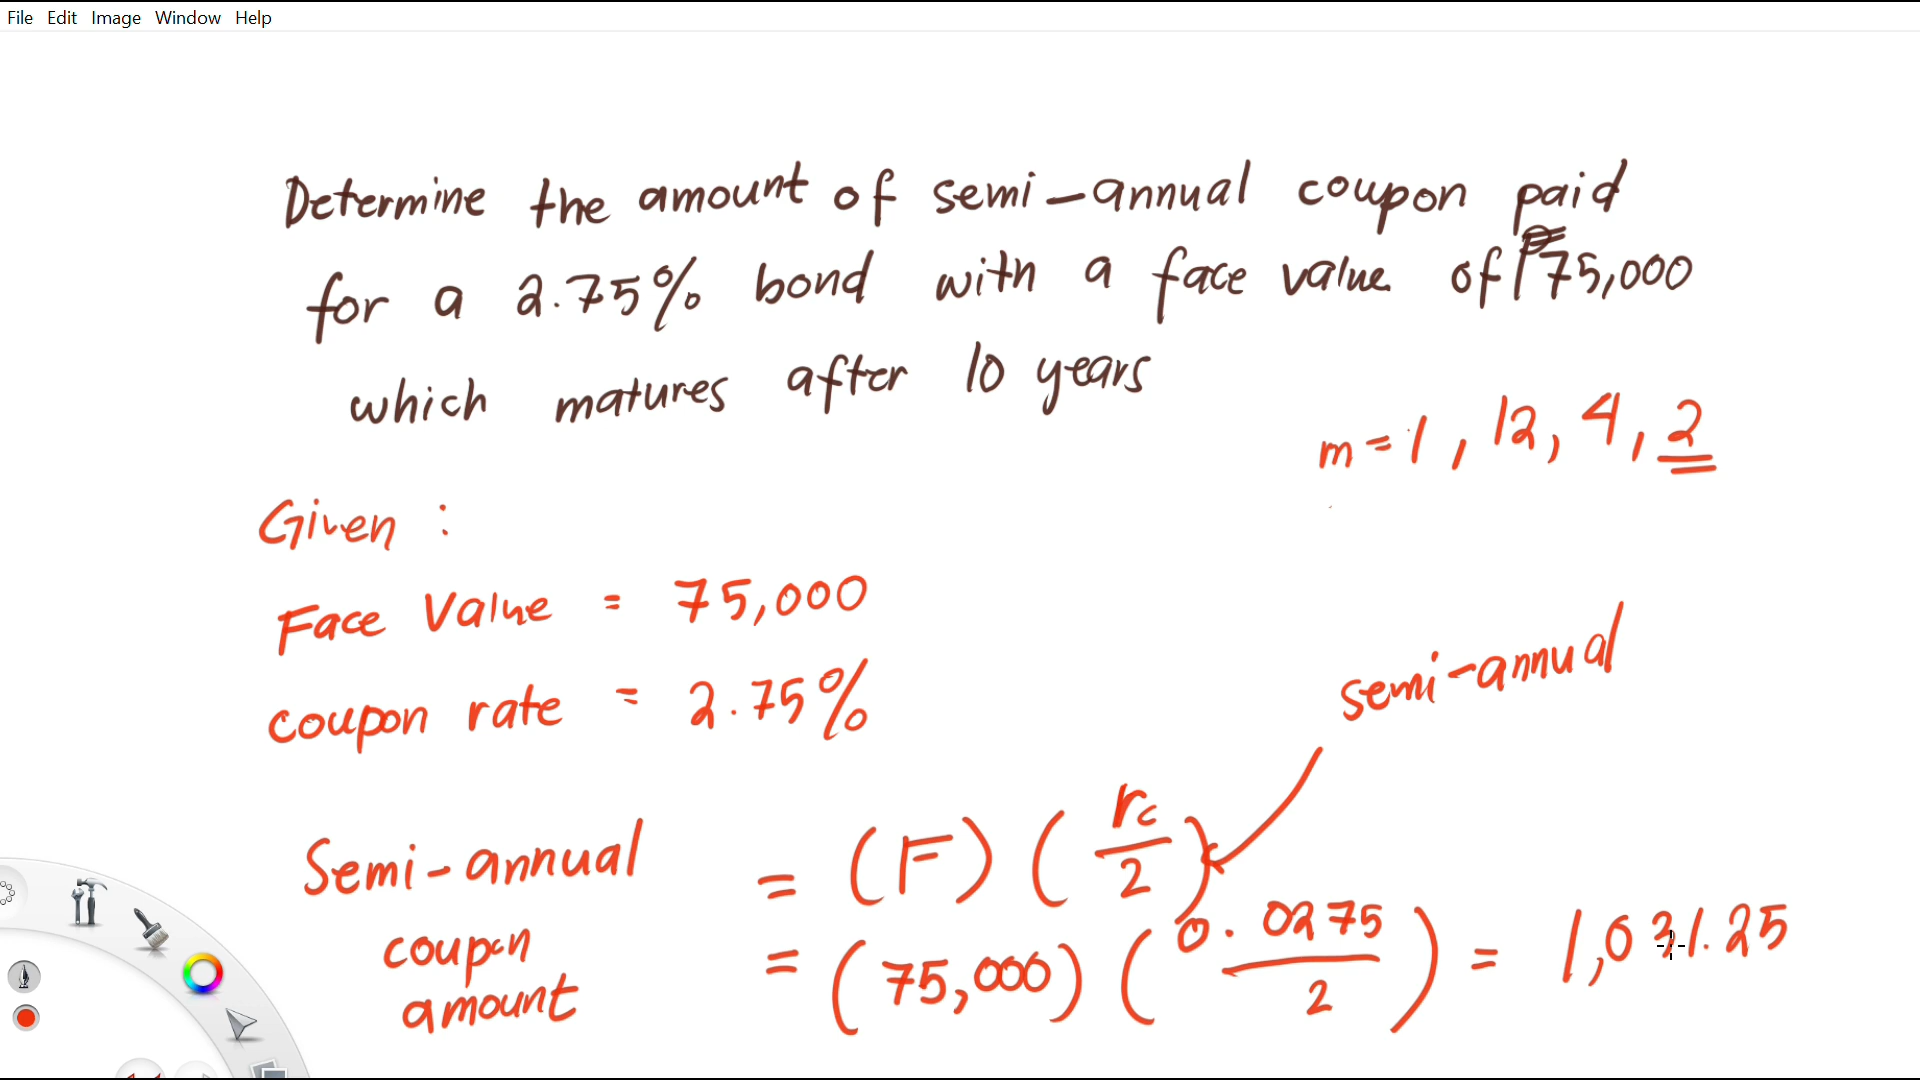 File Edit Image Window Help
Determine the amount of semi-annual coupon paid
for a 2.75% bond with a face value of ₱75,000
which matures after 10 years
m = 1, 12, 4, 2
Given :
Face Value = 75,000
coupon rate = 2.75%
semi-annual
Semi-annual coupon amount = (F) (rc/2)
= (75,000) (0.0275/2) = 1,031.25